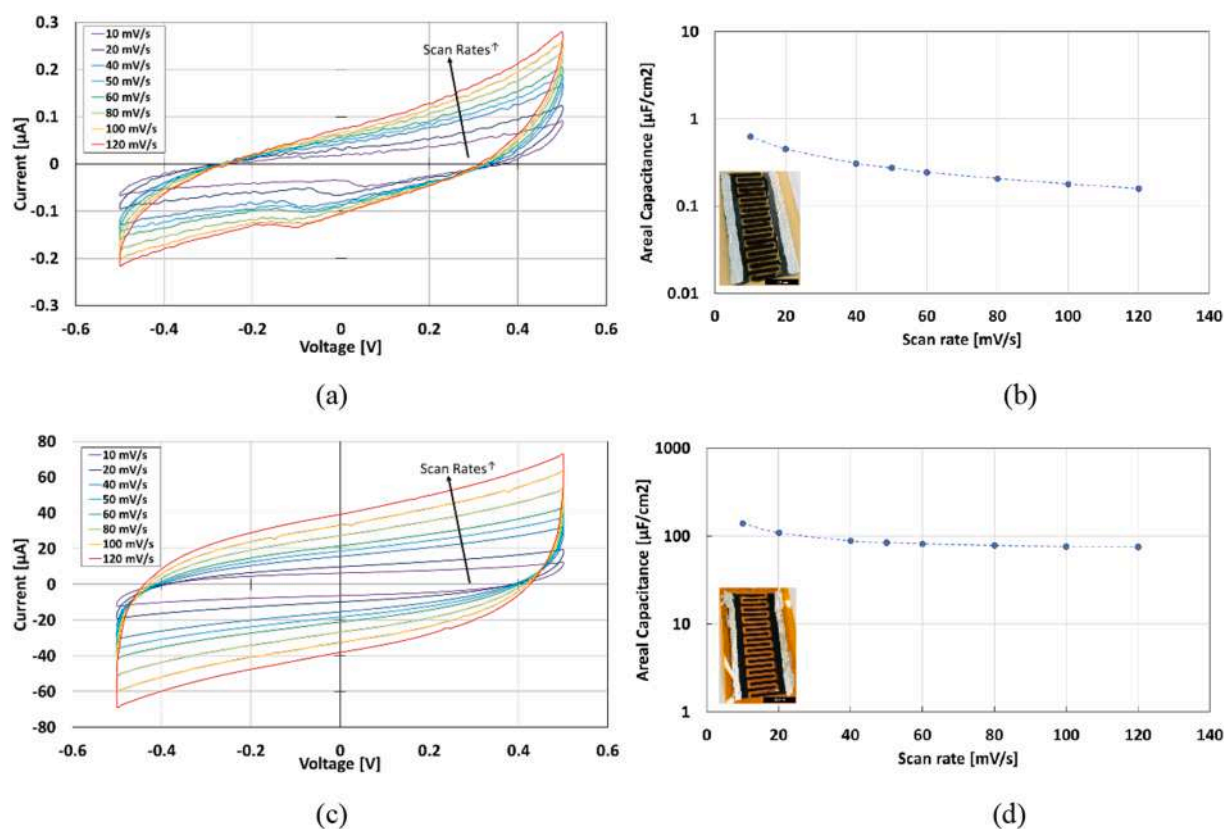 0.3
0.2
0.1
0
-0.1
-0.2
-0.3
Current [µA]
10 mV/s
20 mV/s
40 mV/s
50 mV/s
60 mV/s
80 mV/s
100 mV/s
120 mV/s
Scan Rates↑
-0.6 -0.4 -0.2 0 0.2 0.4 0.6
Voltage [V]
(a)
10
1
0.1
0.01
Areal Capacitance [µF/cm2]
0 20 40 60 80 100 120 140
Scan rate [mV/s]
(b)
80
60
40
20
0
-20
-40
-60
-80
Current [µA]
10 mV/s
20 mV/s
40 mV/s
50 mV/s
60 mV/s
80 mV/s
100 mV/s
120 mV/s
Scan Rates↑
-0.6 -0.4 -0.2 0 0.2 0.4 0.6
Voltage [V]
(c)
1000
100
10
1
Areal Capacitance [µF/cm2]
0 20 40 60 80 100 120 140
Scan rate [mV/s]
(d)